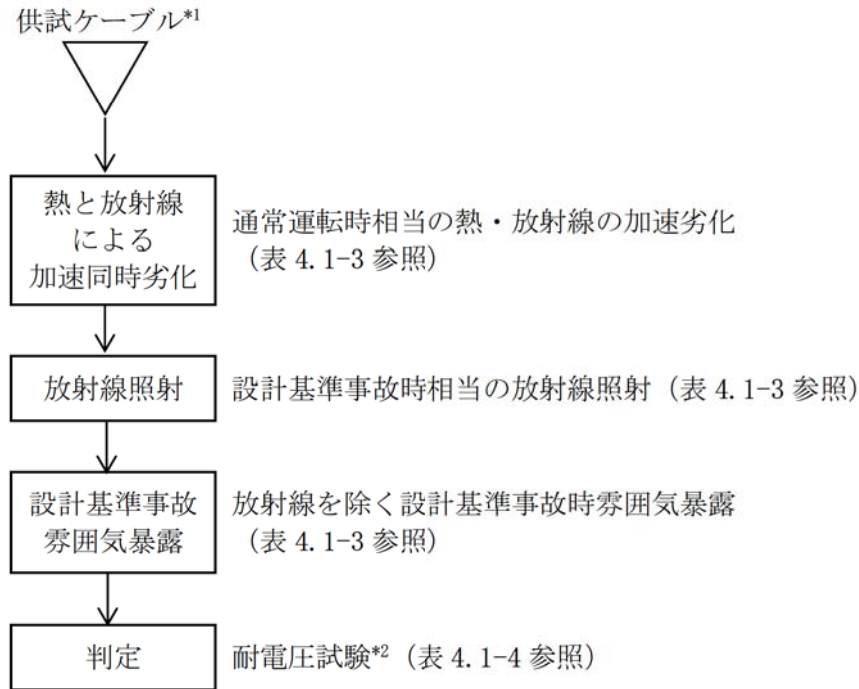 供試ケーブル*1
熱と放射線
による
加速同時劣化
通常運転時相当の熱・放射線の加速劣化
（表 4.1-3 参照）
放射線照射
設計基準事故時相当の放射線照射（表 4.1-3 参照）
設計基準事故
雰囲気暴露
放射線を除く設計基準事故時雰囲気暴露
（表 4.1-3 参照）
判定
耐電圧試験*2（表 4.1-4 参照）